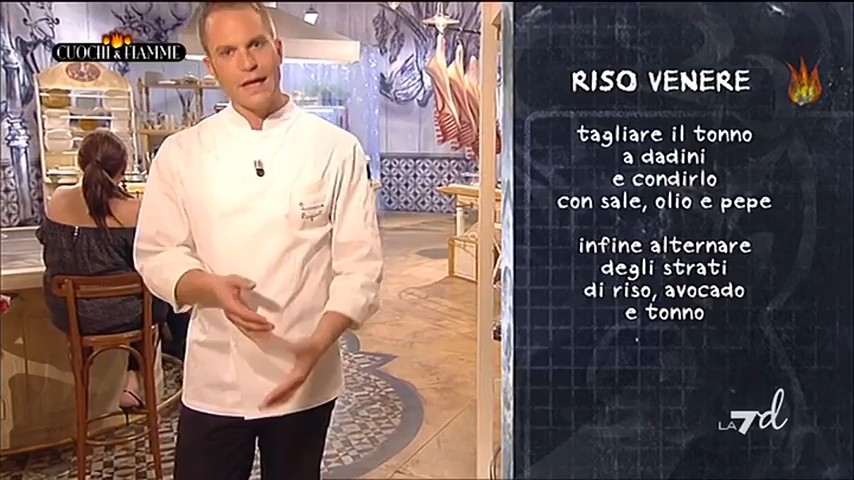 CUOCHI & FIAMME
RISO VENERE
tagliare il tonno
a dadini
e condirlo
con sale, olio e pepe
infine alternare
degli strati
di riso, avocado
e tonno
LA7d